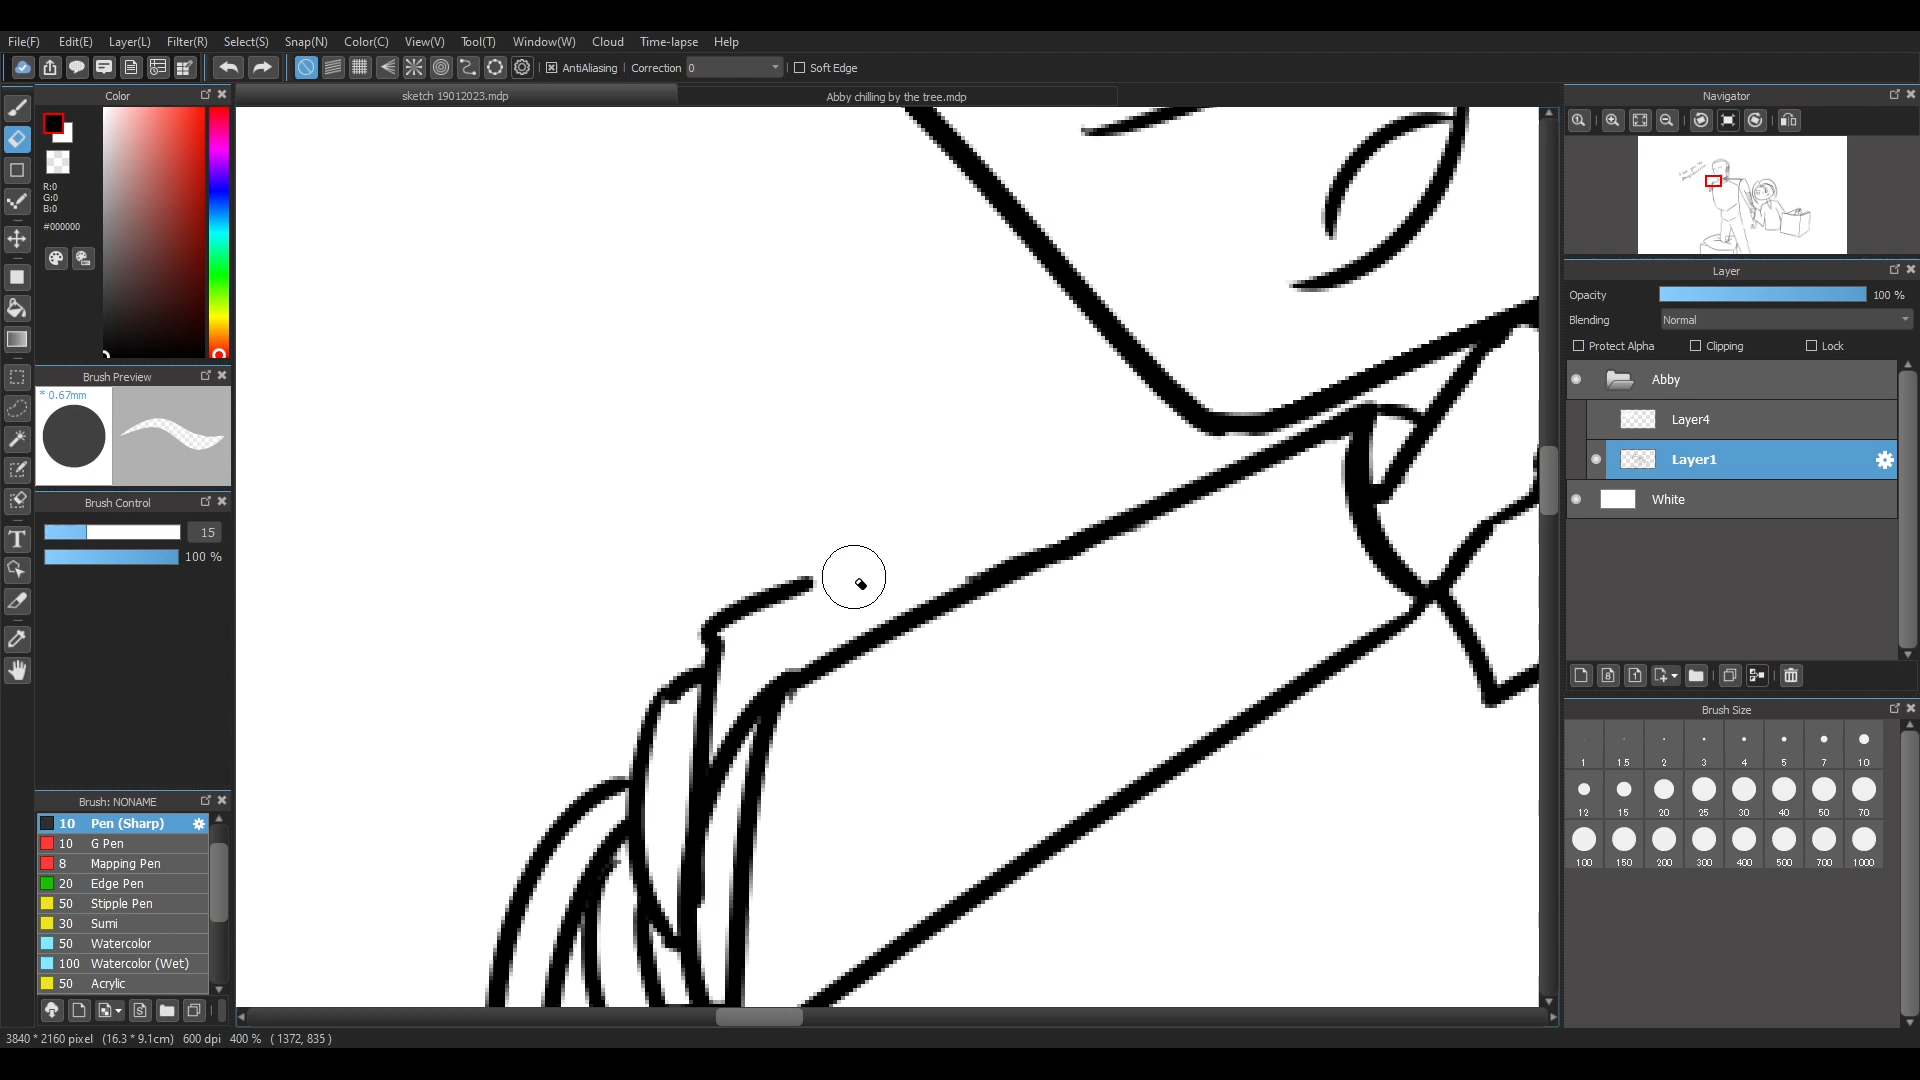 File(F) Edit(E) Layer(L) Filter(R) Select(S) Snap(N) Color(C) View(V) Tool(T) Window(W) Cloud Time-lapse Help
AntiAliasing Correction 0 Soft Edge
Color
sketch 19012023.mdp
Abby chilling by the tree.mdp
Navigator
R:0
G:0
B:0
#000000
Brush Preview
* 0.67mm
Brush Control
15
100 %
Brush: NONAME
10 Pen (Sharp)
10 G Pen
8 Mapping Pen
20 Edge Pen
50 Stipple Pen
30 Sumi
50 Watercolor
100 Watercolor (Wet)
50 Acrylic
Layer
Opacity 100 %
Blending Normal
Protect Alpha Clipping Lock
Abby
Layer4
Layer1
White
Brush Size
1 1.5 2 3 4 5 7 10
12 15 20 25 30 40 50 70
100 150 200 300 400 500 700 1000
3840 * 2160 pixel (16.3 * 9.1cm) 600 dpi 400 % ( 1372, 835 )